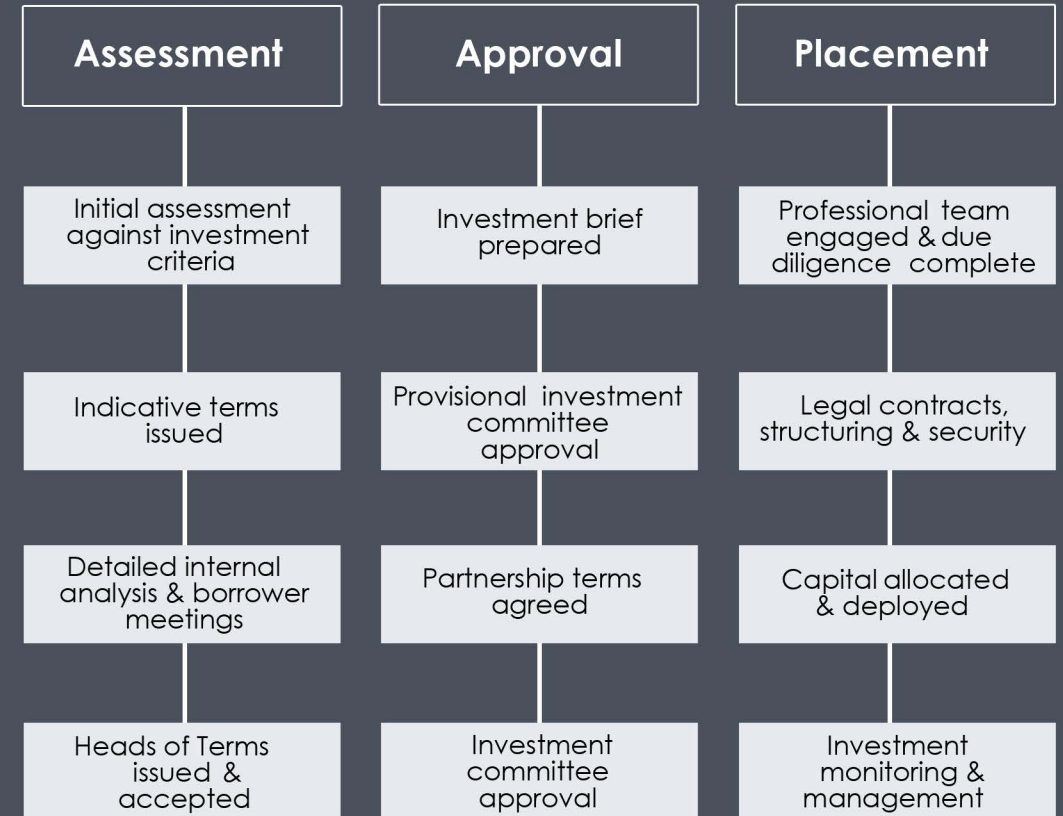 Assessment
Initial assessment
against investment
criteria
Indicative terms
issued
Detailed internal
analysis & borrower
meetings
Heads of Terms
issued &
accepted
Approval
Investment brief
prepared
Provisional investment
committee
approval
Partnership terms
agreed
Investment
committee
approval
Placement
Professional team
engaged & due
diligence complete
Legal contracts,
structuring & security
Capital allocated
& deployed
Investment
monitoring &
management